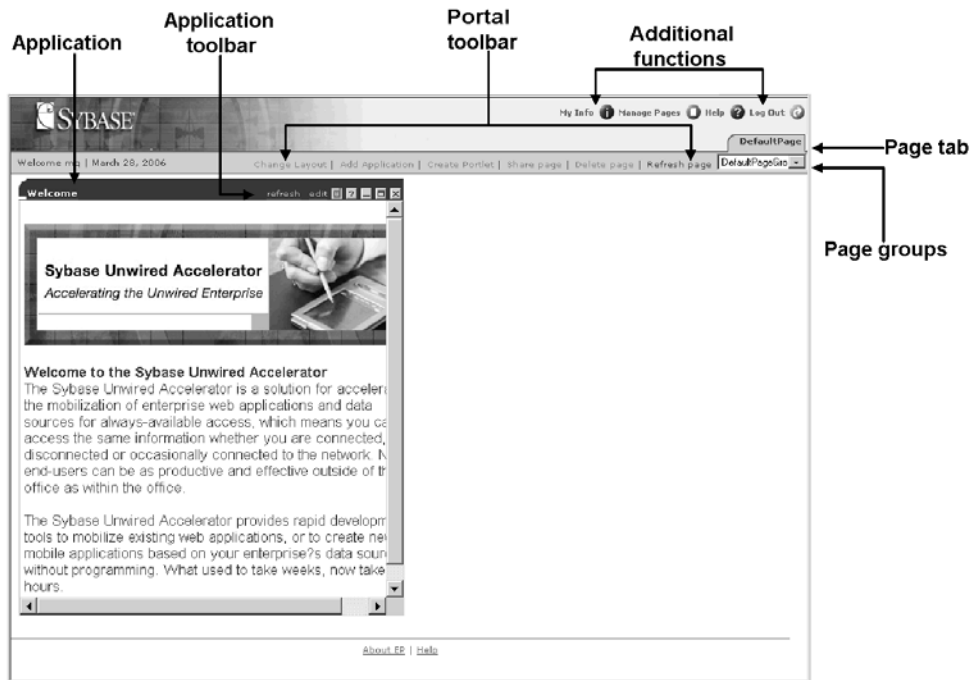 Application
Application
toolbar
Portal
toolbar
Additional
functions
SYBASE
My Info Manage Pages Help Log Out
DefaultPage
Page tab
Welcome mg | March 28, 2006
Change Layout | Add Application | Create Portlet | Share page | Delete page | Refresh page DefaultPageGro
Page groups
Welcome
refresh edit
Sybase Unwired Accelerator
Accelerating the Unwired Enterprise
Welcome to the Sybase Unwired Accelerator
The Sybase Unwired Accelerator is a solution for accelera
the mobilization of enterprise web applications and data
sources for always-available access, which means you ca
access the same information whether you are connected,
disconnected or occasionally connected to the network. N
end-users can be as productive and effective outside of th
office as within the office.
The Sybase Unwired Accelerator provides rapid developm
tools to mobilize existing web applications, or to create nev
mobile applications based on your enterprise?s data sourc
without programming. What used to take weeks, now take
hours.
About EP | Help